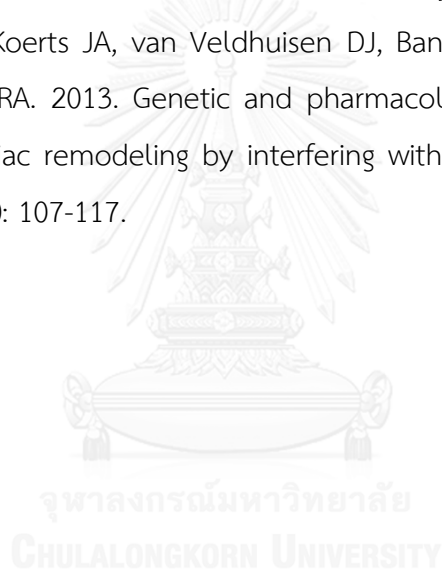 Koerts JA, van Veldhuisen DJ, Ban
RA. 2013. Genetic and pharmacol
iac remodeling by interfering with
: 107-117.
จุฬาลงกรณ์มหาวิทยาลัย
CHULALONGKORN UNIVERSITY